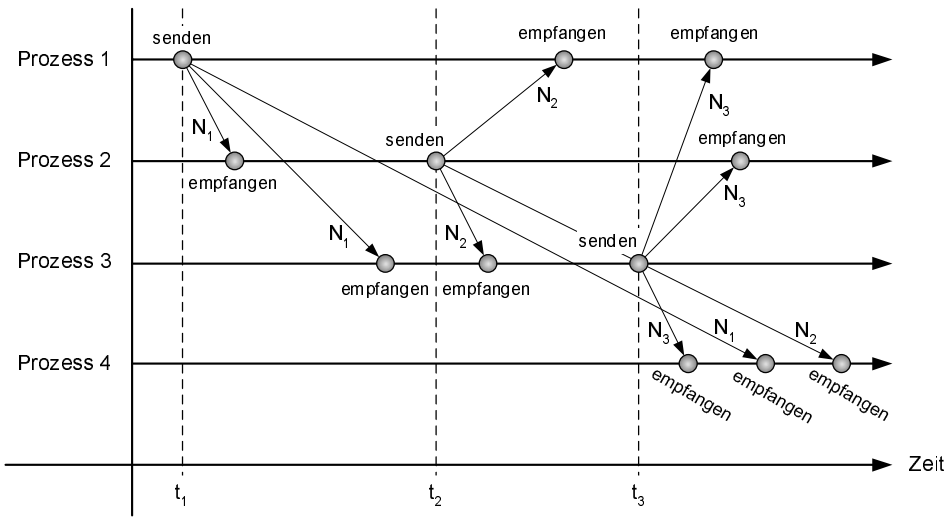 senden
empfangen
empfangen
Prozess 1
N₃
N₂
N₁
senden
empfangen
Prozess 2
empfangen
N₃
N₁
N₂
senden
Prozess 3
empfangen
empfangen
N₃
N₁
N₂
Prozess 4
empfangen
empfangen
empfangen
Zeit
t₁
t₂
t₃